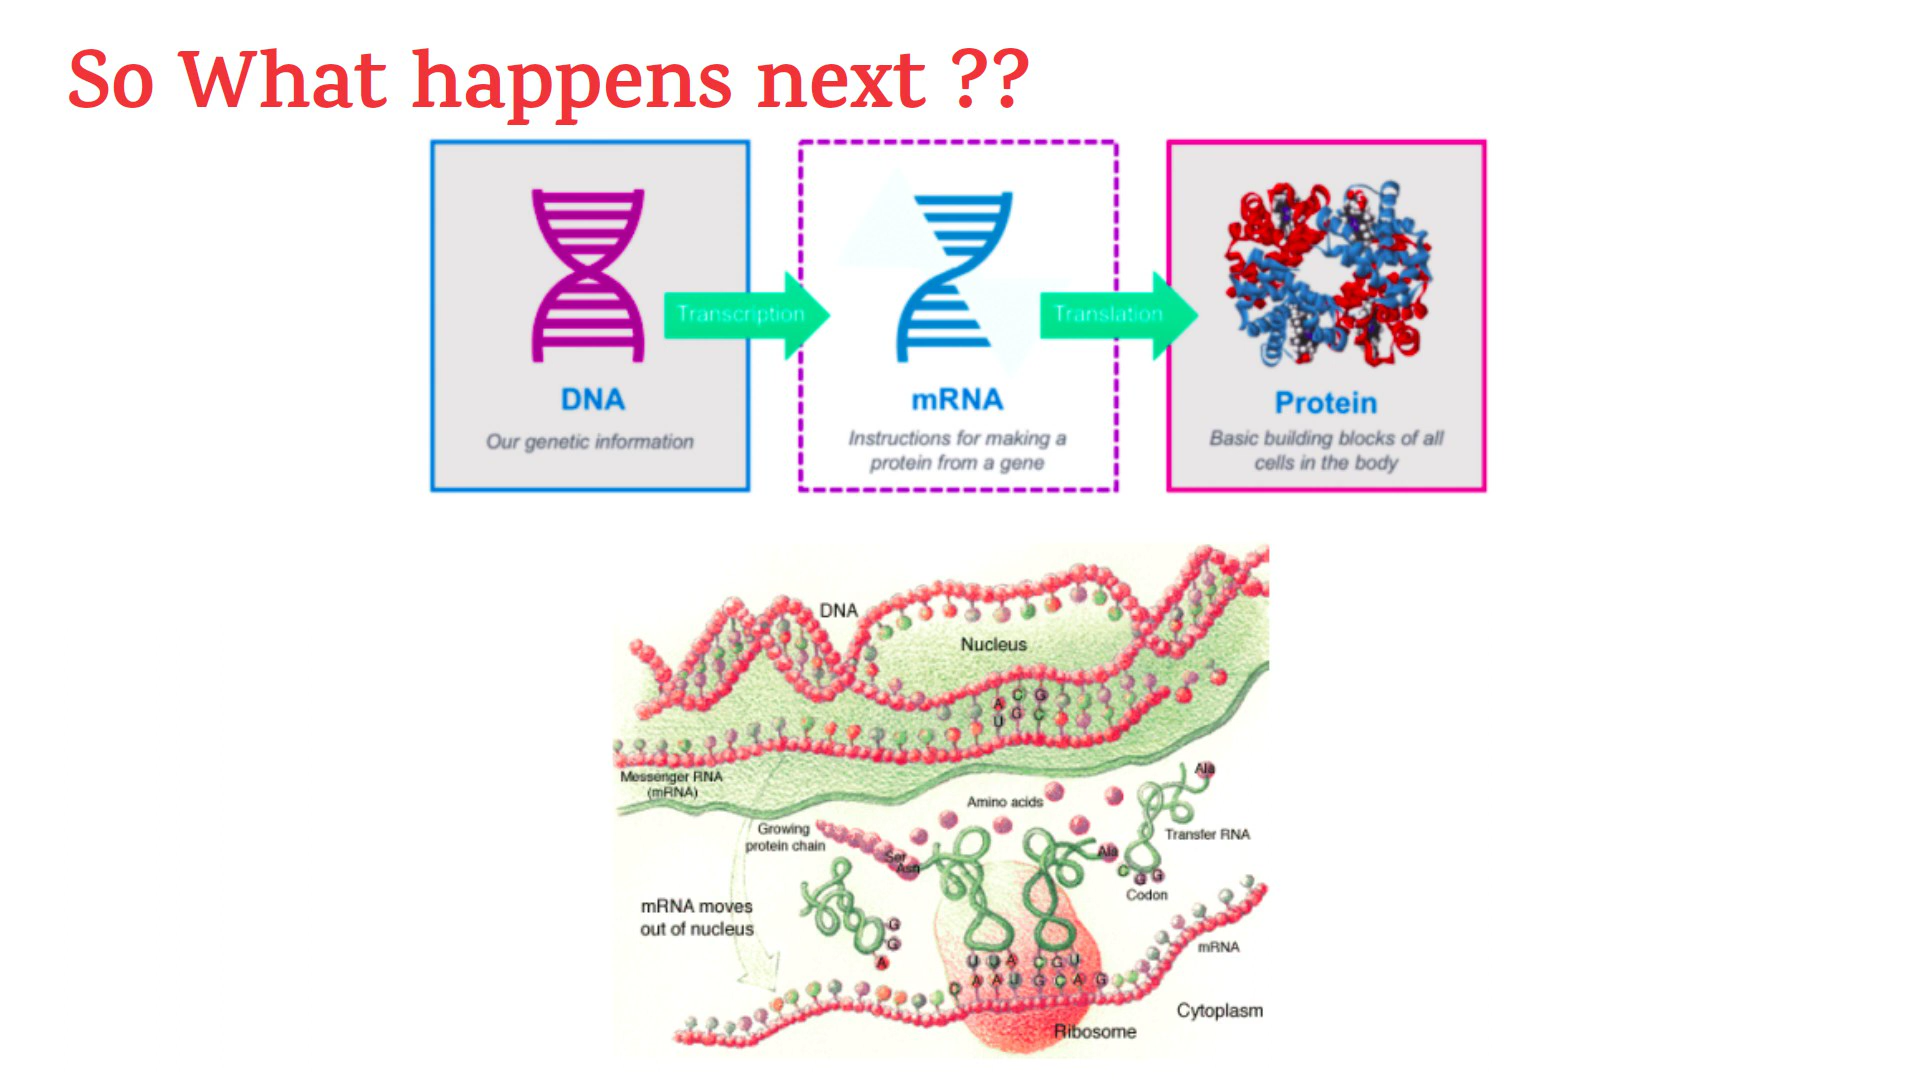 So What happens next ??
Transcription
Translation
DNA
mRNA
Protein
Our genetic information
Instructions for making a
protein from a gene
Basic building blocks of all
cells in the body
DNA
Nucleus
A C G
U G C
Messenger RNA
(mRNA)
Ala
Amino acids
Growing
protein chain
Transfer RNA
Ser
Asn
Ala
C G G
Codon
mRNA moves
out of nucleus
G
G
A
mRNA
U U A C G U
C A A U G C A G
Cytoplasm
Ribosome